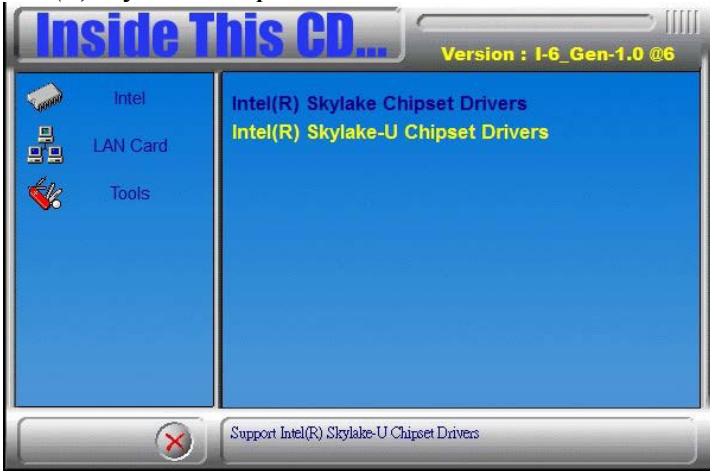 Inside This CD...
Version : I-6_Gen-1.0 @6
Intel
LAN Card
Tools
Intel(R) Skylake Chipset Drivers
Intel(R) Skylake-U Chipset Drivers
Support Intel(R) Skylake-U Chipset Drivers